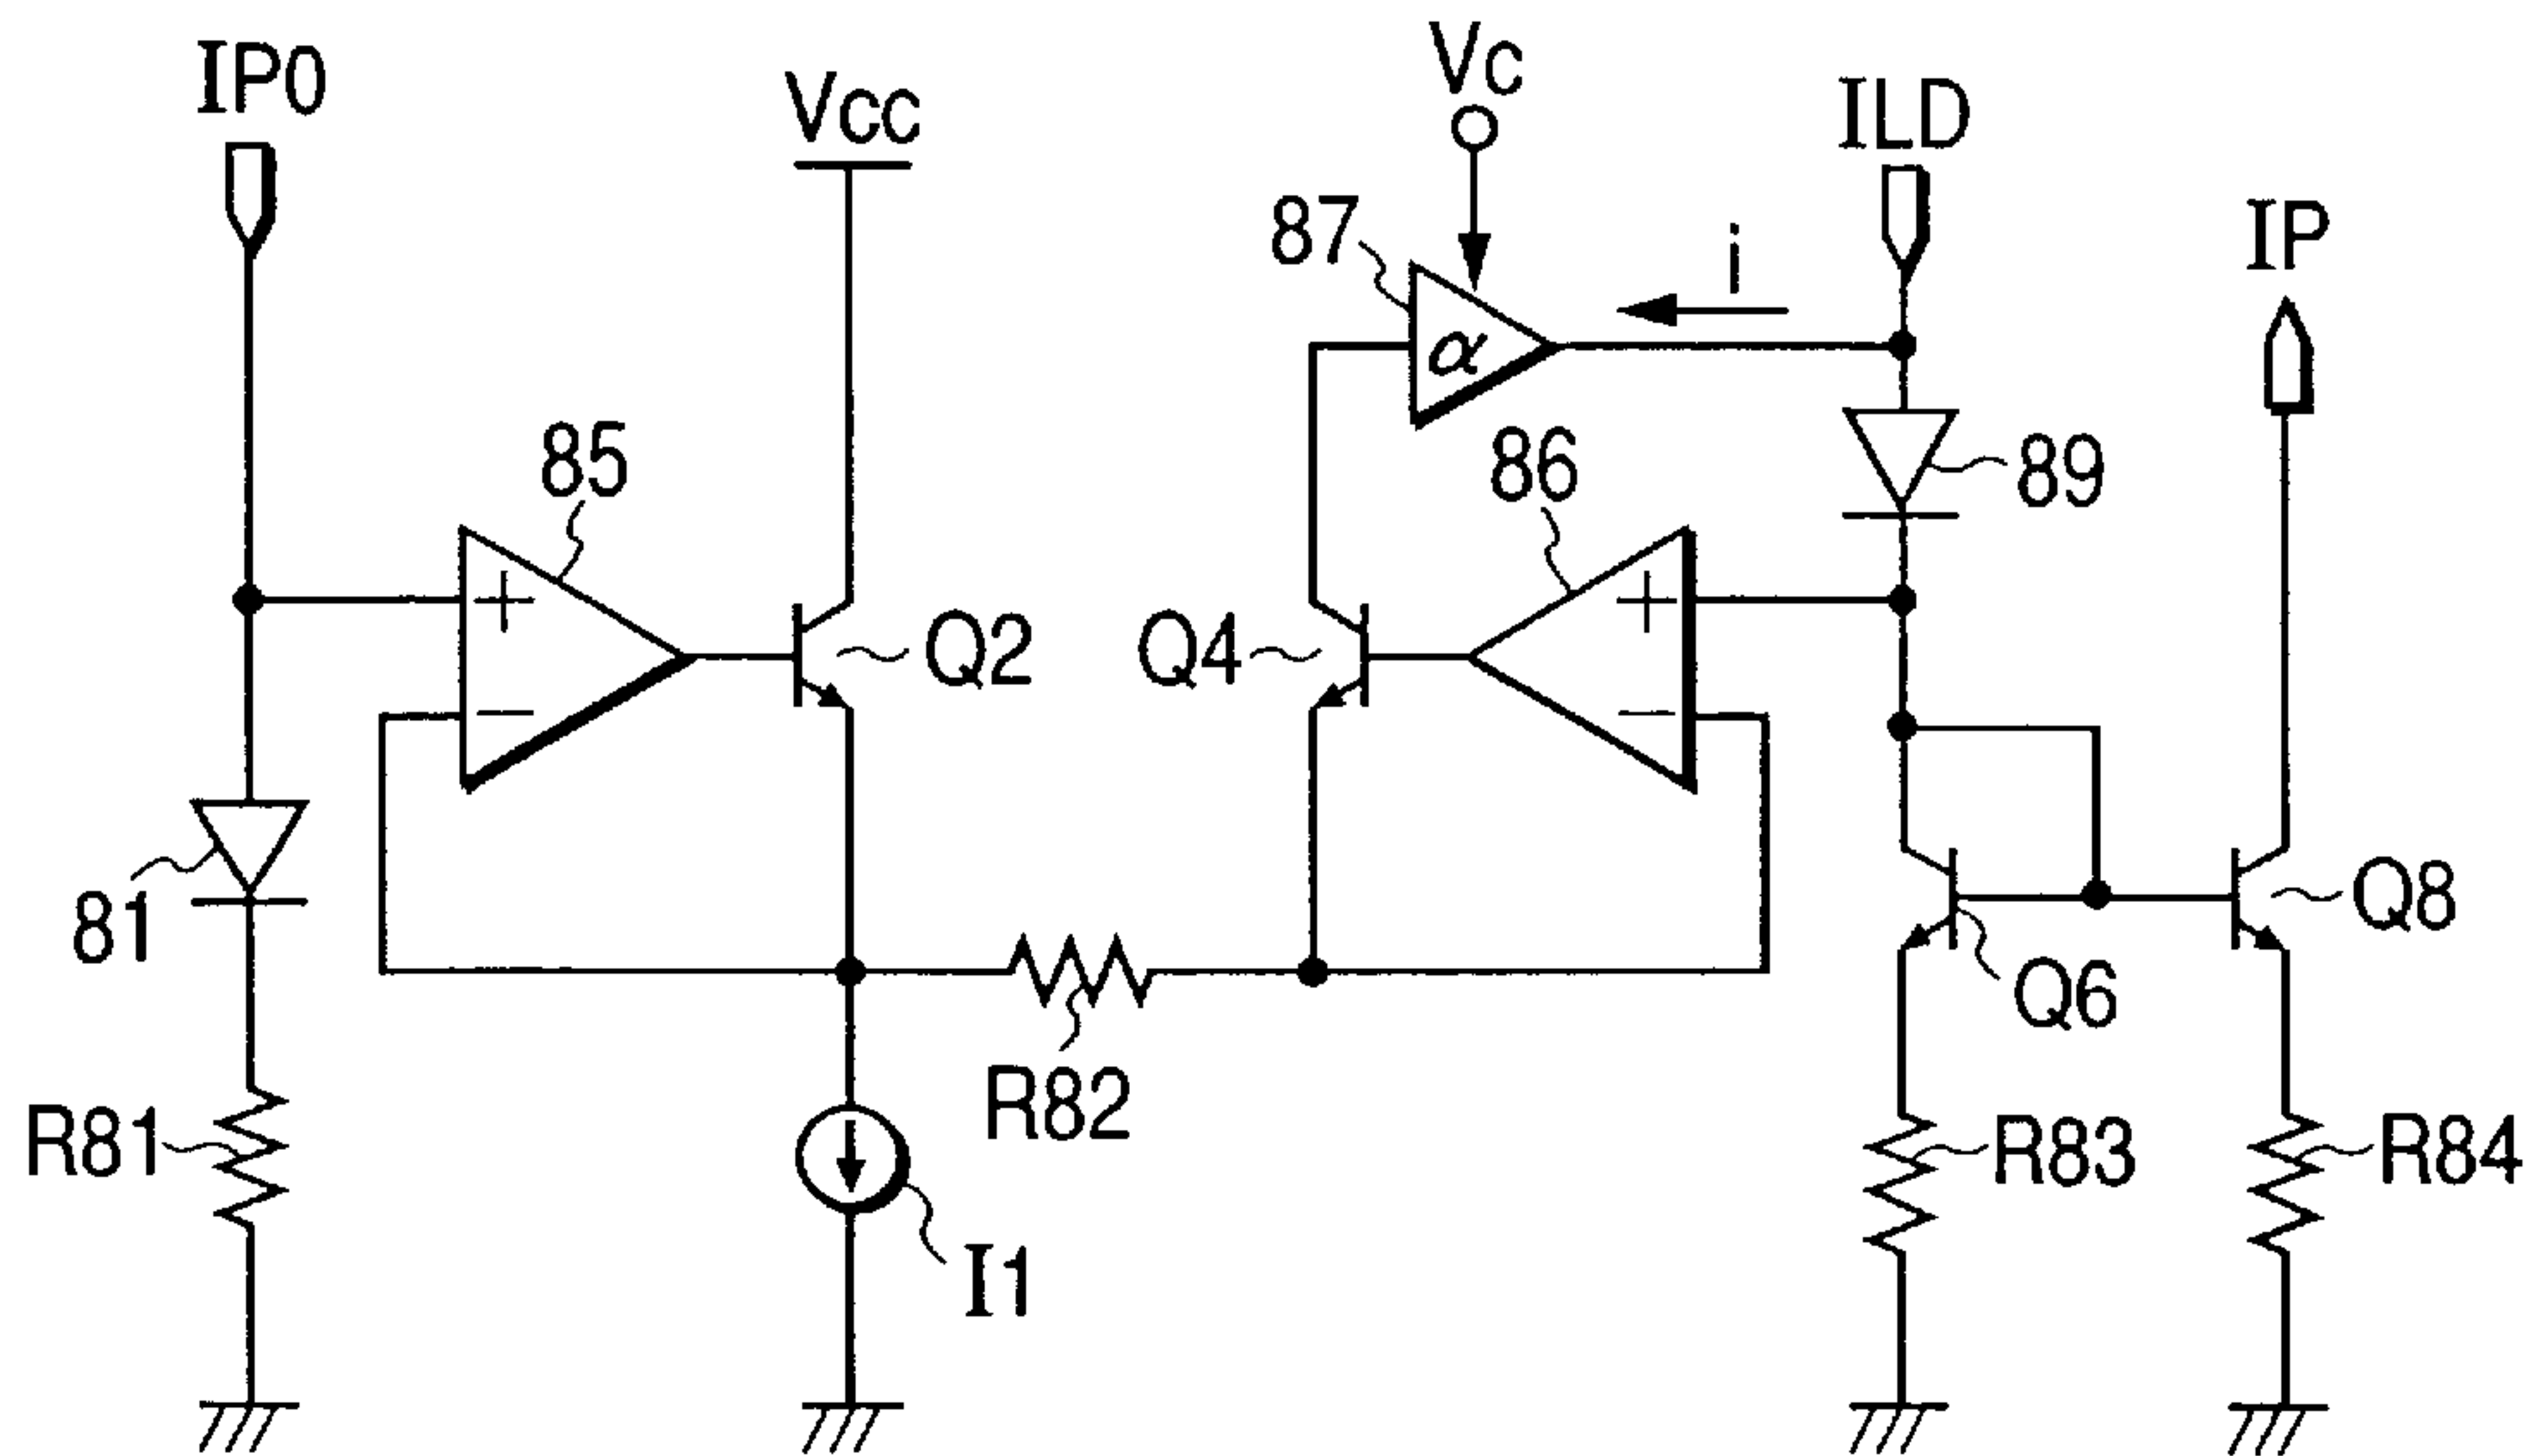 IP0
Vcc
Vc
ILD
IP
87
i
α
85
86
89
+
+
Q2
Q4
−
−
81
Q8
Q6
R82
R81
R83
R84
I1